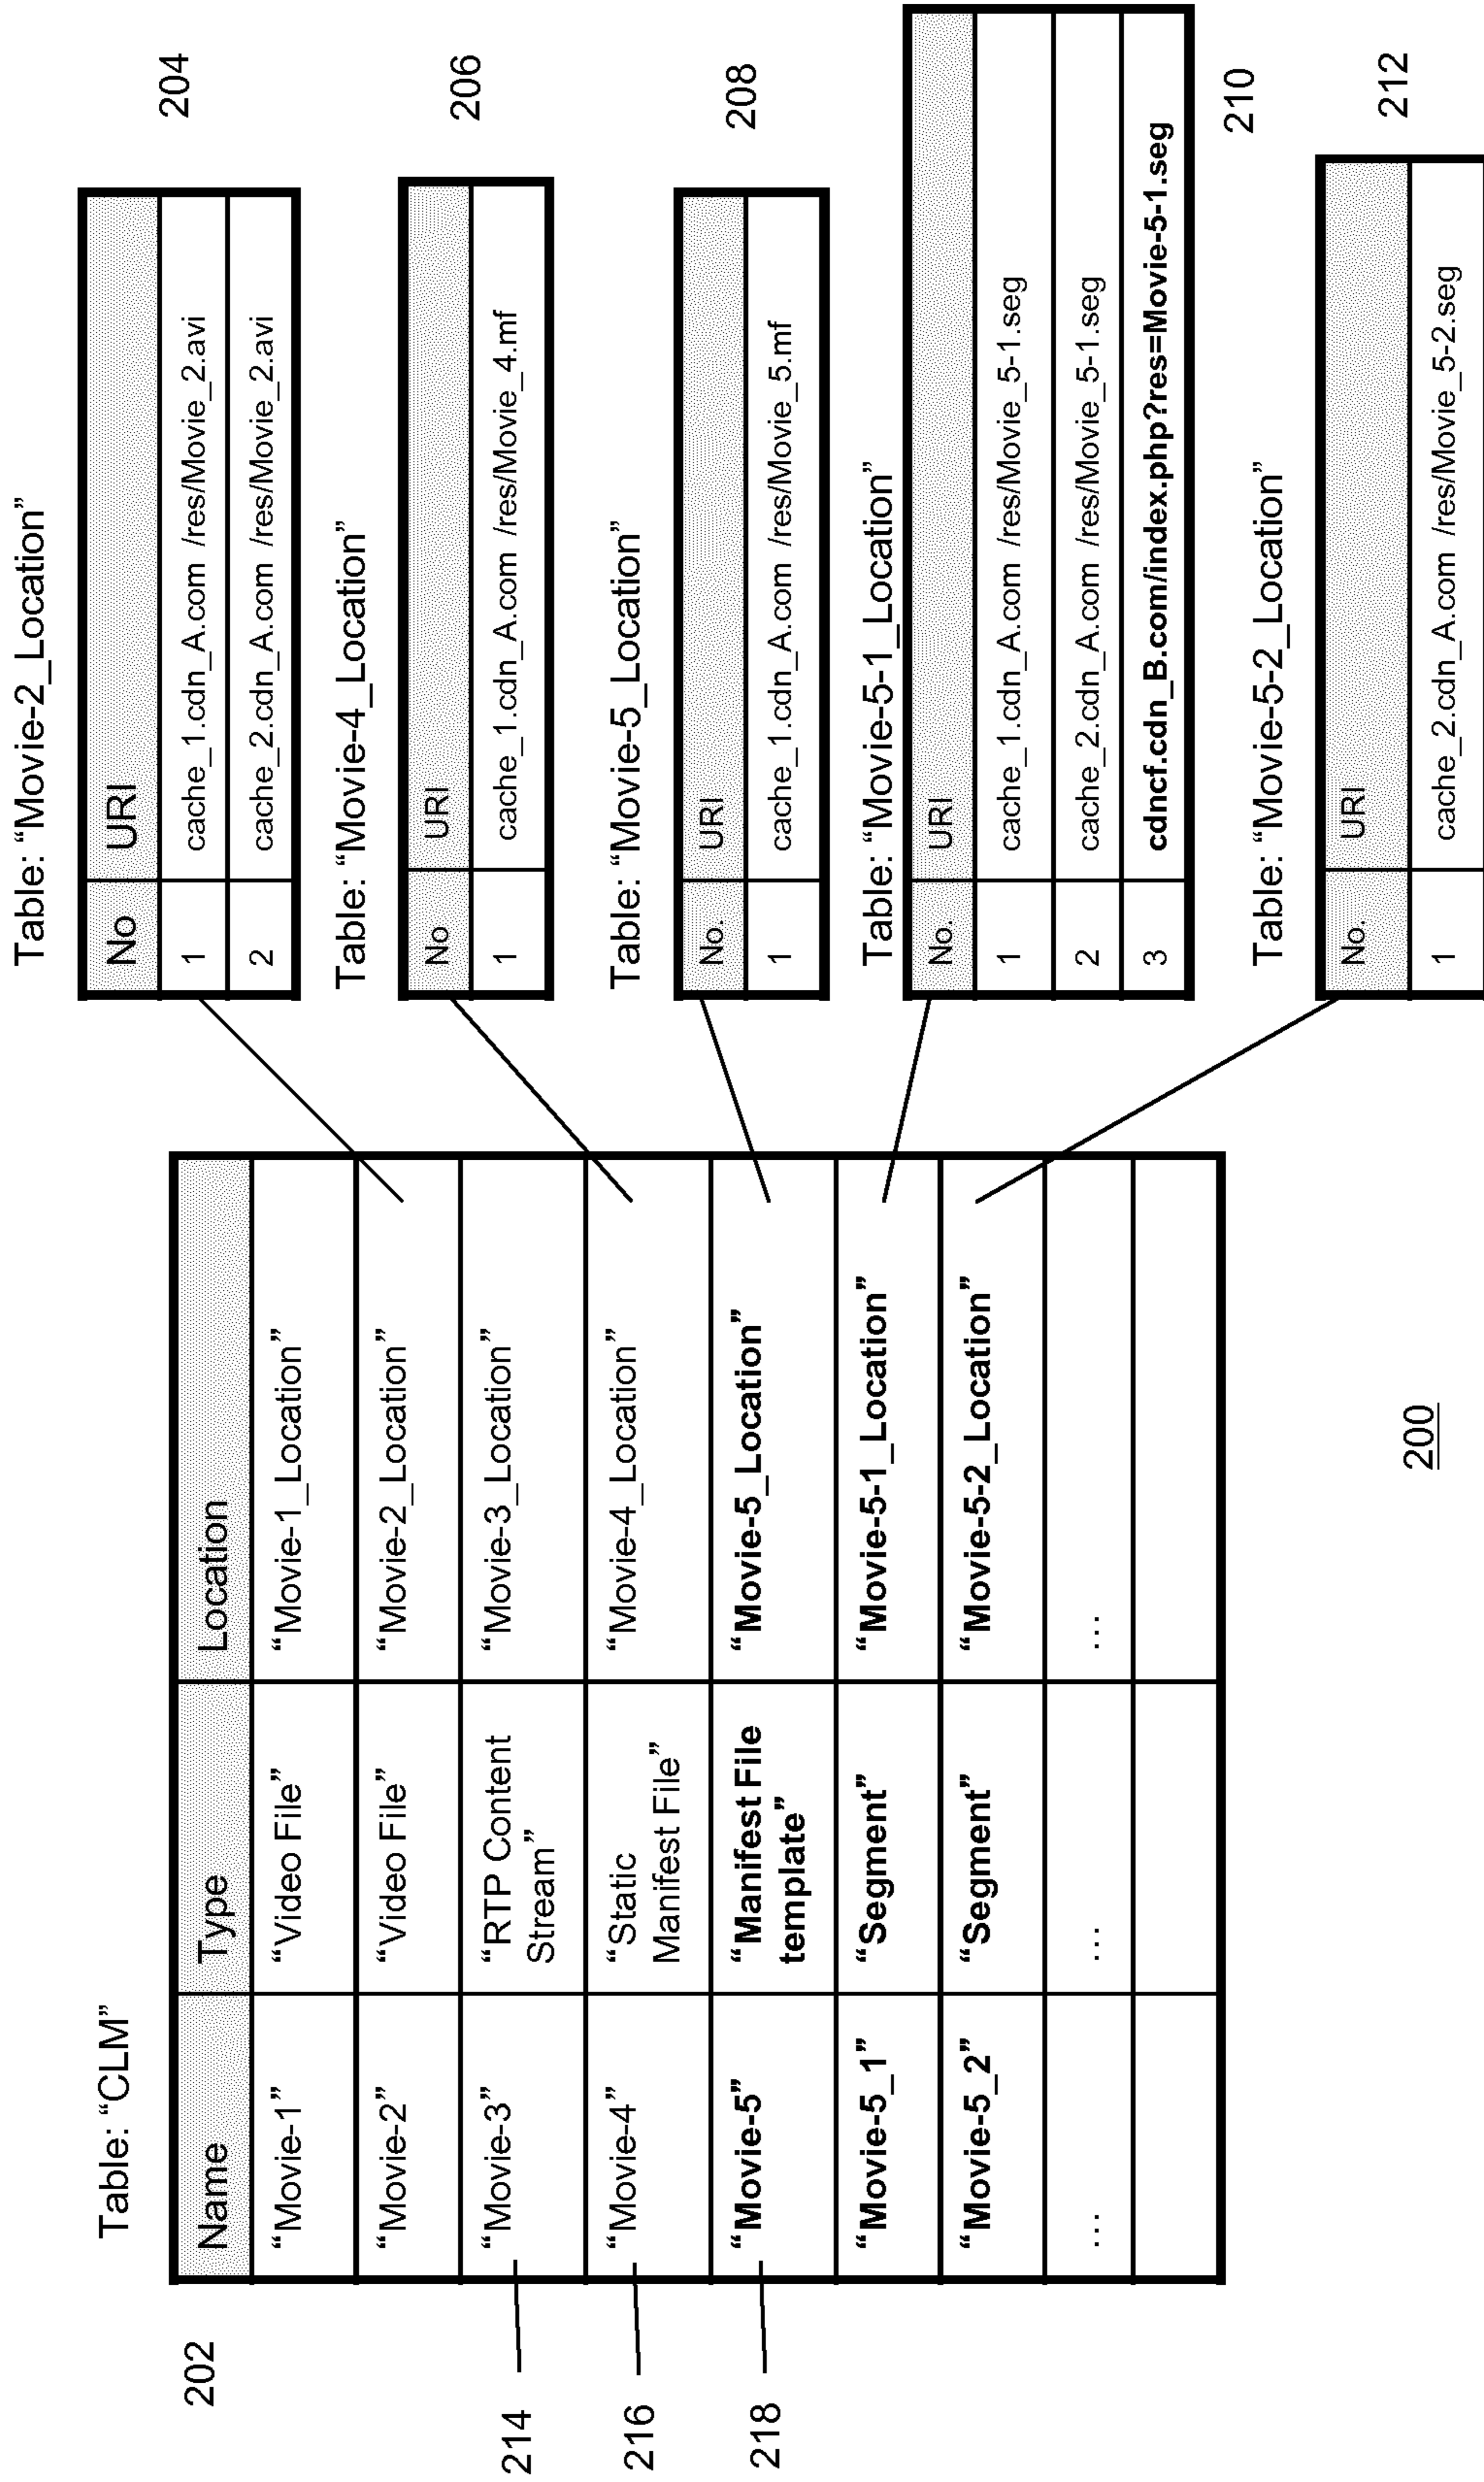 Table: “CLM”
202
Name Type Location
“Movie-1” “Video File” “Movie-1_Location”
“Movie-2” “Video File” “Movie-2_Location”
“Movie-3” “RTP Content “Movie-3_Location”
Stream”
“Movie-4” “Static “Movie-4_Location”
Manifest File”
“Movie-5” “Manifest File “Movie-5_Location”
template”
“Movie-5_1” “Segment” “Movie-5-1_Location”
“Movie-5_2” “Segment” “Movie-5-2_Location”
... ... ...
214
216
218
Table: “Movie-2_Location”
204
No URI
1 cache_1.cdn_A.com /res/Movie_2.avi
2 cache_2.cdn_A.com /res/Movie_2.avi
Table: “Movie-4_Location”
206
No URI
1 cache_1.cdn_A.com /res/Movie_4.mf
Table: “Movie-5_Location”
208
No. URI
1 cache_1.cdn_A.com /res/Movie_5.mf
Table: “Movie-5-1_Location”
No. URI
1 cache_1.cdn_A.com /res/Movie_5-1.seg
2 cache_2.cdn_A.com /res/Movie_5-1.seg
3 cdncf.cdn_B.com/index.php?res=Movie-5-1.seg
210
Table: “Movie-5-2_Location”
212
No. URI
1 cache_2.cdn_A.com /res/Movie_5-2.seg
200